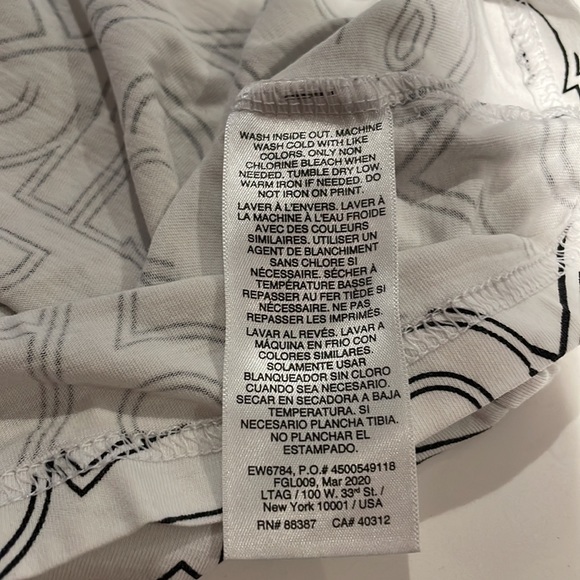 WASH INSIDE OUT. MACHINE
WASH COLD WITH LIKE
COLORS. ONLY NON
CHLORINE BLEACH WHEN
NEEDED. TUMBLE DRY LOW.
WARM IRON IF NEEDED. DO
NOT IRON ON PRINT.
LAVER À L'ENVERS. LAVER À
LA MACHINE À L'EAU FROIDE
AVEC DES COULEURS
SIMILAIRES. UTILISER UN
AGENT DE BLANCHIMENT
SANS CHLORE SI
NÉCESSAIRE. SÉCHER À
TEMPÉRATURE BASSE
REPASSER AU FER TIÈDE SI
NÉCESSAIRE. NE PAS
REPASSER LES IMPRIMÉS.
LAVAR AL REVÉS. LAVAR A
MÁQUINA EN FRIO CON
COLORES SIMILARES.
SOLAMENTE USAR
BLANQUEADOR SIN CLORO
CUANDO SEA NECESARIO.
SECAR EN SECADORA A BAJA
TEMPERATURA. SI
NECESARIO PLANCHA TIBIA.
NO PLANCHAR EL
ESTAMPADO.
EW6784, P.O.# 4500549118
FGL009, Mar 2020
LTAG / 100 W. 33rd St. /
New York 10001 / USA
RN# 88387 CA# 40312